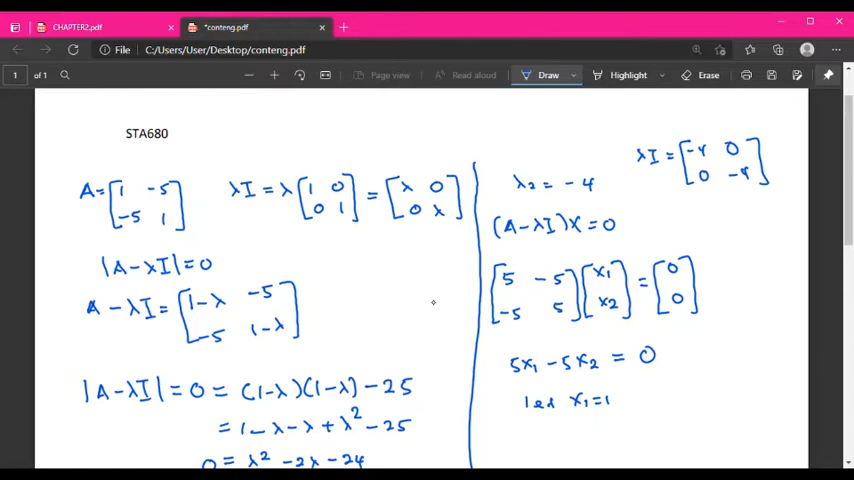 CHAPTER2.pdf
*conteng.pdf
File C:/Users/User/Desktop/conteng.pdf
1 of 1 Page view Read aloud Draw Highlight Erase
STA680
A = [1 -5; -5 1]
λI = λ [1 0; 0 1] = [λ 0; 0 λ]
|A - λI| = 0
A - λI = [1-λ -5; -5 1-λ]
|A - λI| = 0 = (1-λ)(1-λ) - 25
= 1 - λ - λ + λ² - 25
0 = λ² - 2λ - 24
λ₂ = -4
λI = [-4 0; 0 -4]
(A - λI)X = 0
[5 -5; -5 5] [x₁; x₂] = [0; 0]
5x₁ - 5x₂ = 0
let x₁ = 1